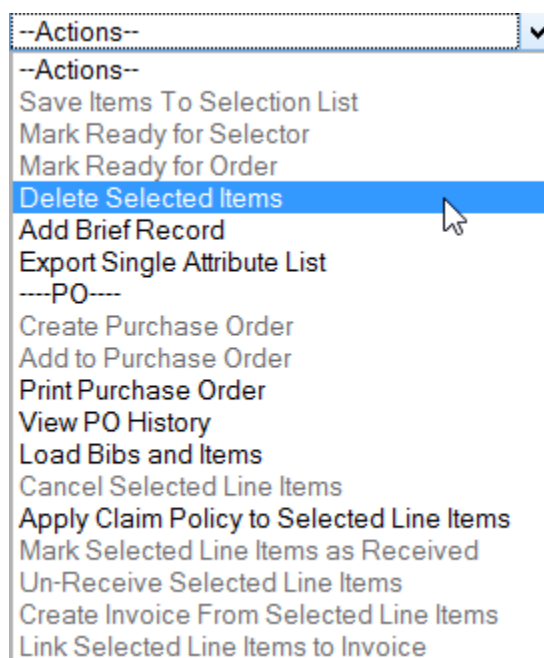 --Actions--
--Actions--
Save Items To Selection List
Mark Ready for Selector
Mark Ready for Order
Delete Selected Items
Add Brief Record
Export Single Attribute List
----PO----
Create Purchase Order
Add to Purchase Order
Print Purchase Order
View PO History
Load Bibs and Items
Cancel Selected Line Items
Apply Claim Policy to Selected Line Items
Mark Selected Line Items as Received
Un-Receive Selected Line Items
Create Invoice From Selected Line Items
Link Selected Line Items to Invoice